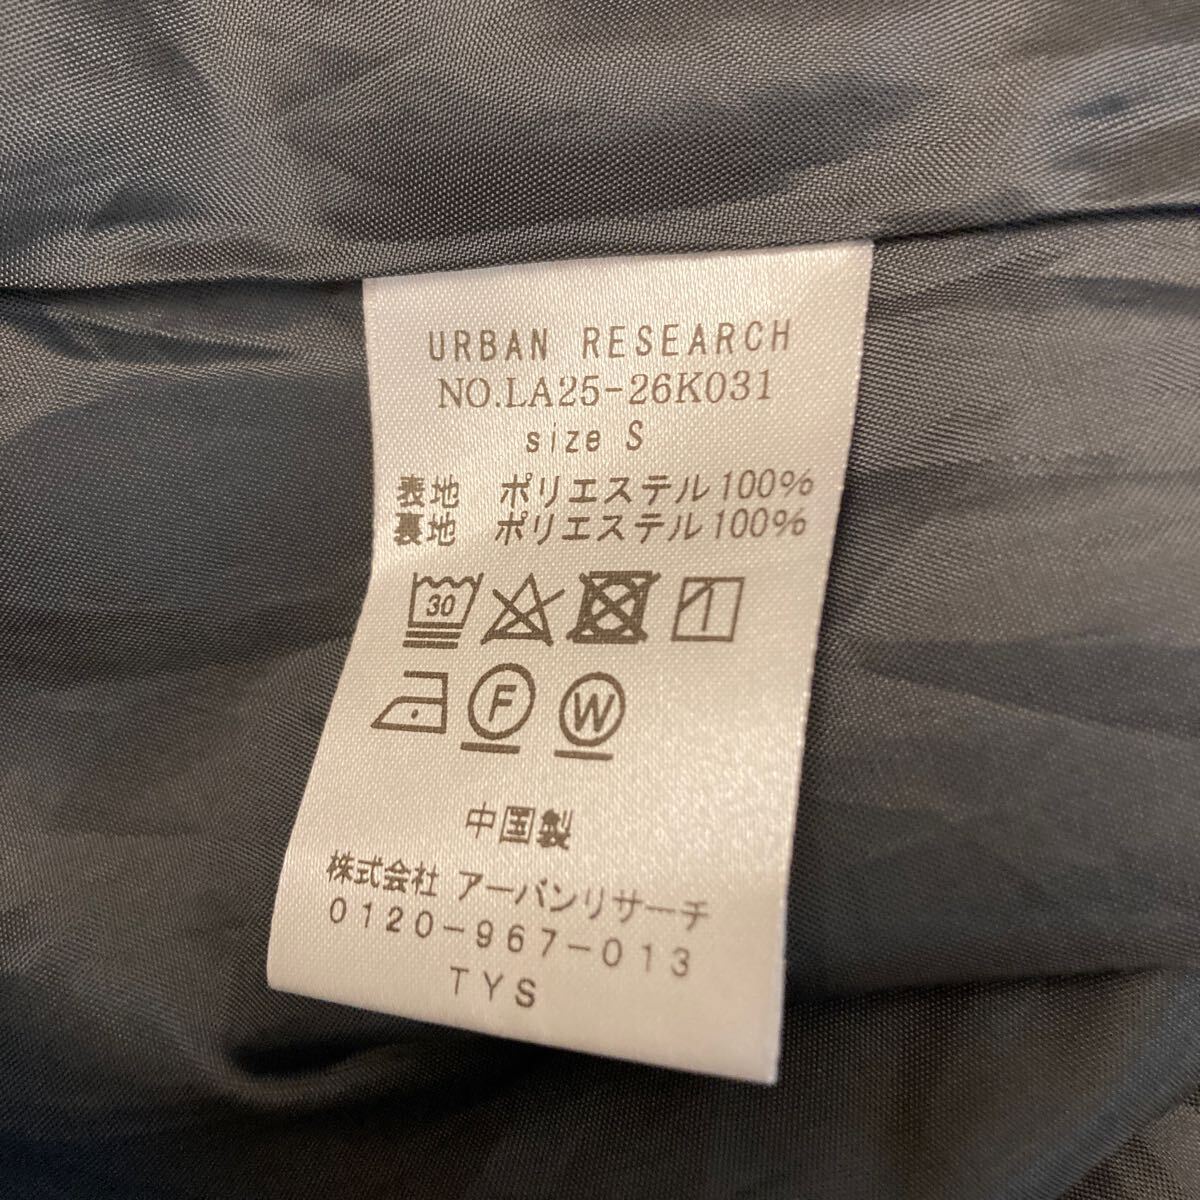 URBAN RESEARCH
NO.LA25-26K031
size S
表地 ポリエステル100%
裏地 ポリエステル100%
30
F W
中国製
株式会社 アーバンリサーチ
0120-967-013
TYS